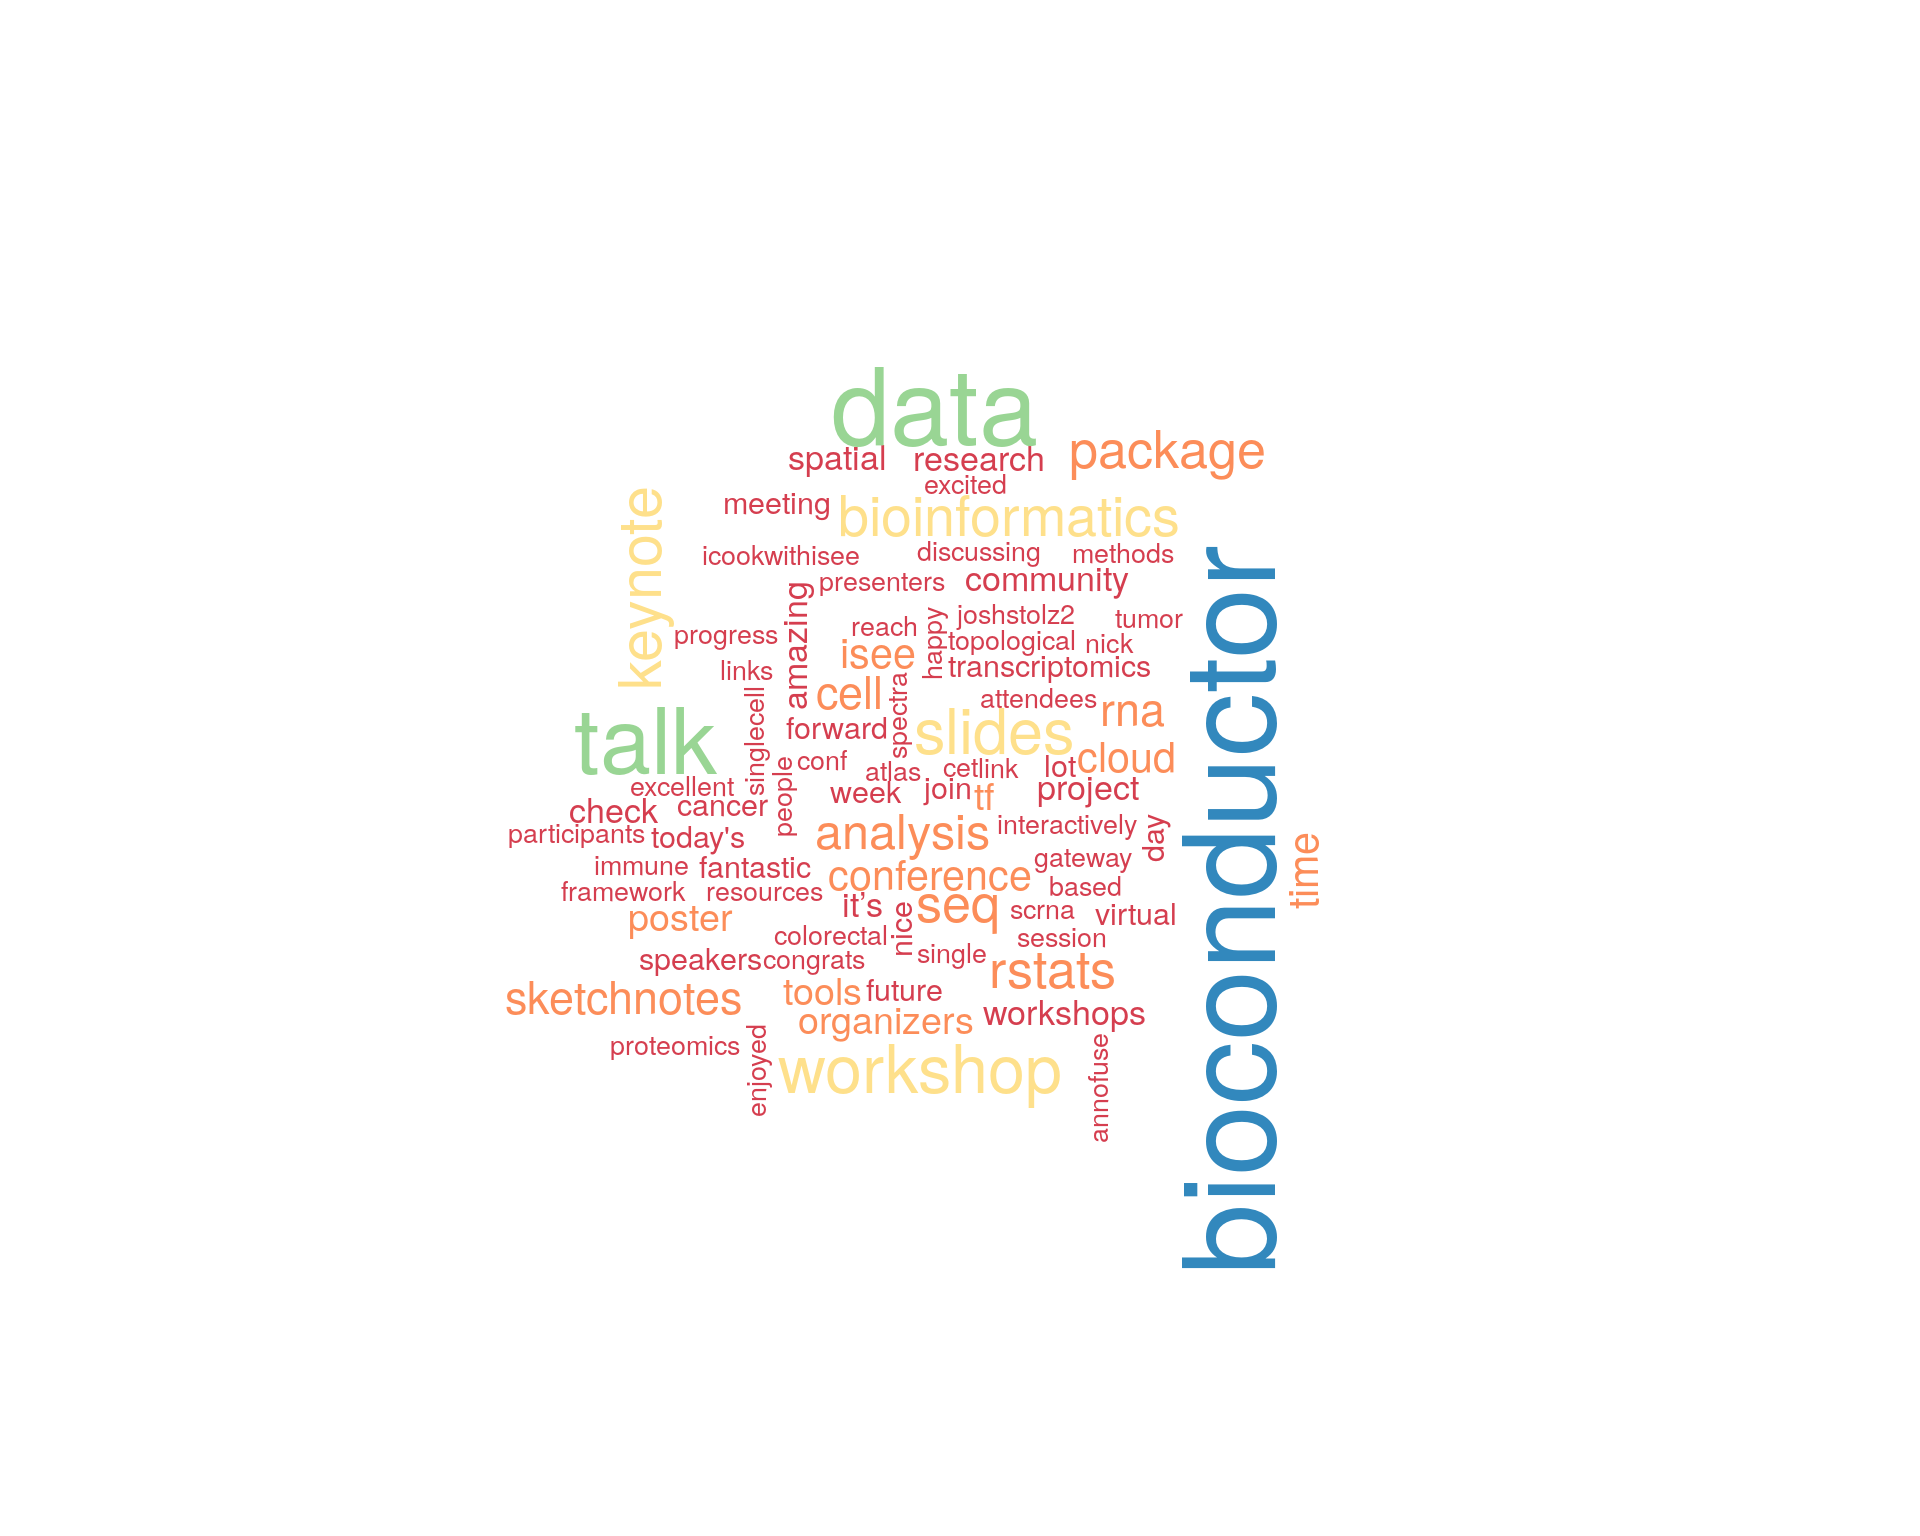 data
package
spatial
research
excited
meeting
bioinformatics
keynote
icookwithisee
discussing
methods
presenters
community
bioconductor
amazing
joshstolz2
tumor
reach
happy
progress
topological
nick
isee
links
transcriptomics
cell
spectra
attendees
rna
singlecell
forward
slides
talk
conf
cloud
people
atlas
cet
link
lot
excellent
week
join
tf
project
check
cancer
participants
today's
analysis
interactively
day
time
immune
fantastic
conference
gateway
framework
resources
based
it’s
seq
scrna
virtual
poster
nice
colorectal
session
speakers
congrats
single
rstats
sketchnotes
tools
future
organizers
workshops
proteomics
enjoyed
workshop
annofuse